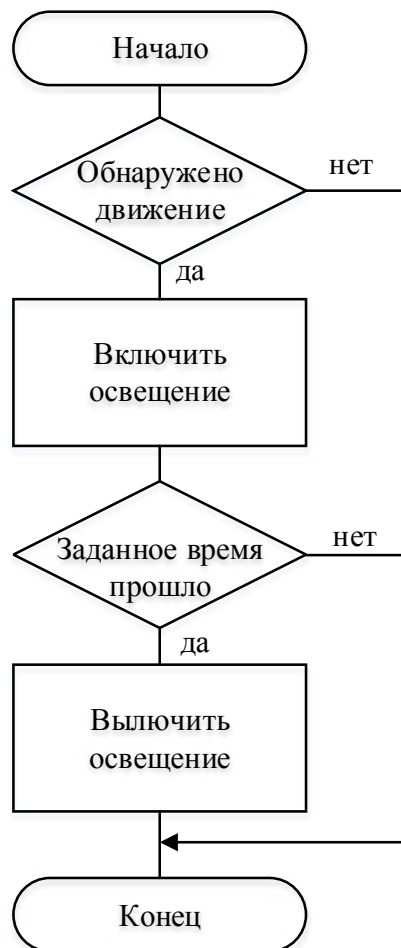 Начало
Обнаружено
движение
нет
да
Включить
освещение
Заданное время
прошло
нет
да
Вылючить
освещение
Конец